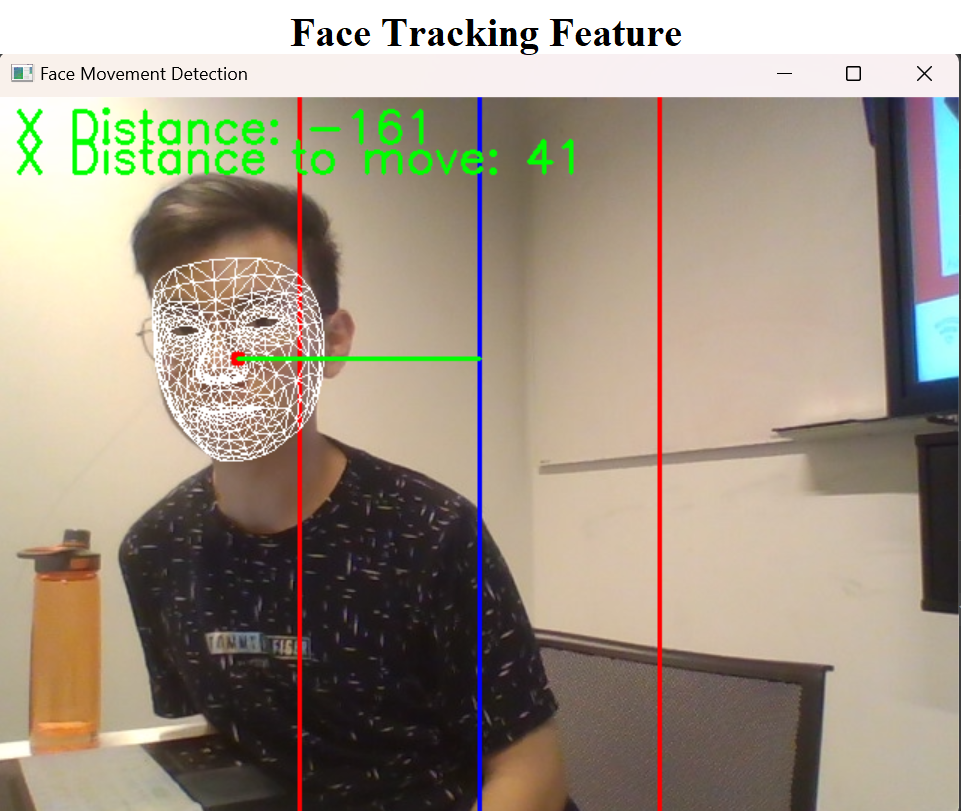 Face Tracking Feature
Face Movement Detection
X Distance: -161
X Distance to move: 41